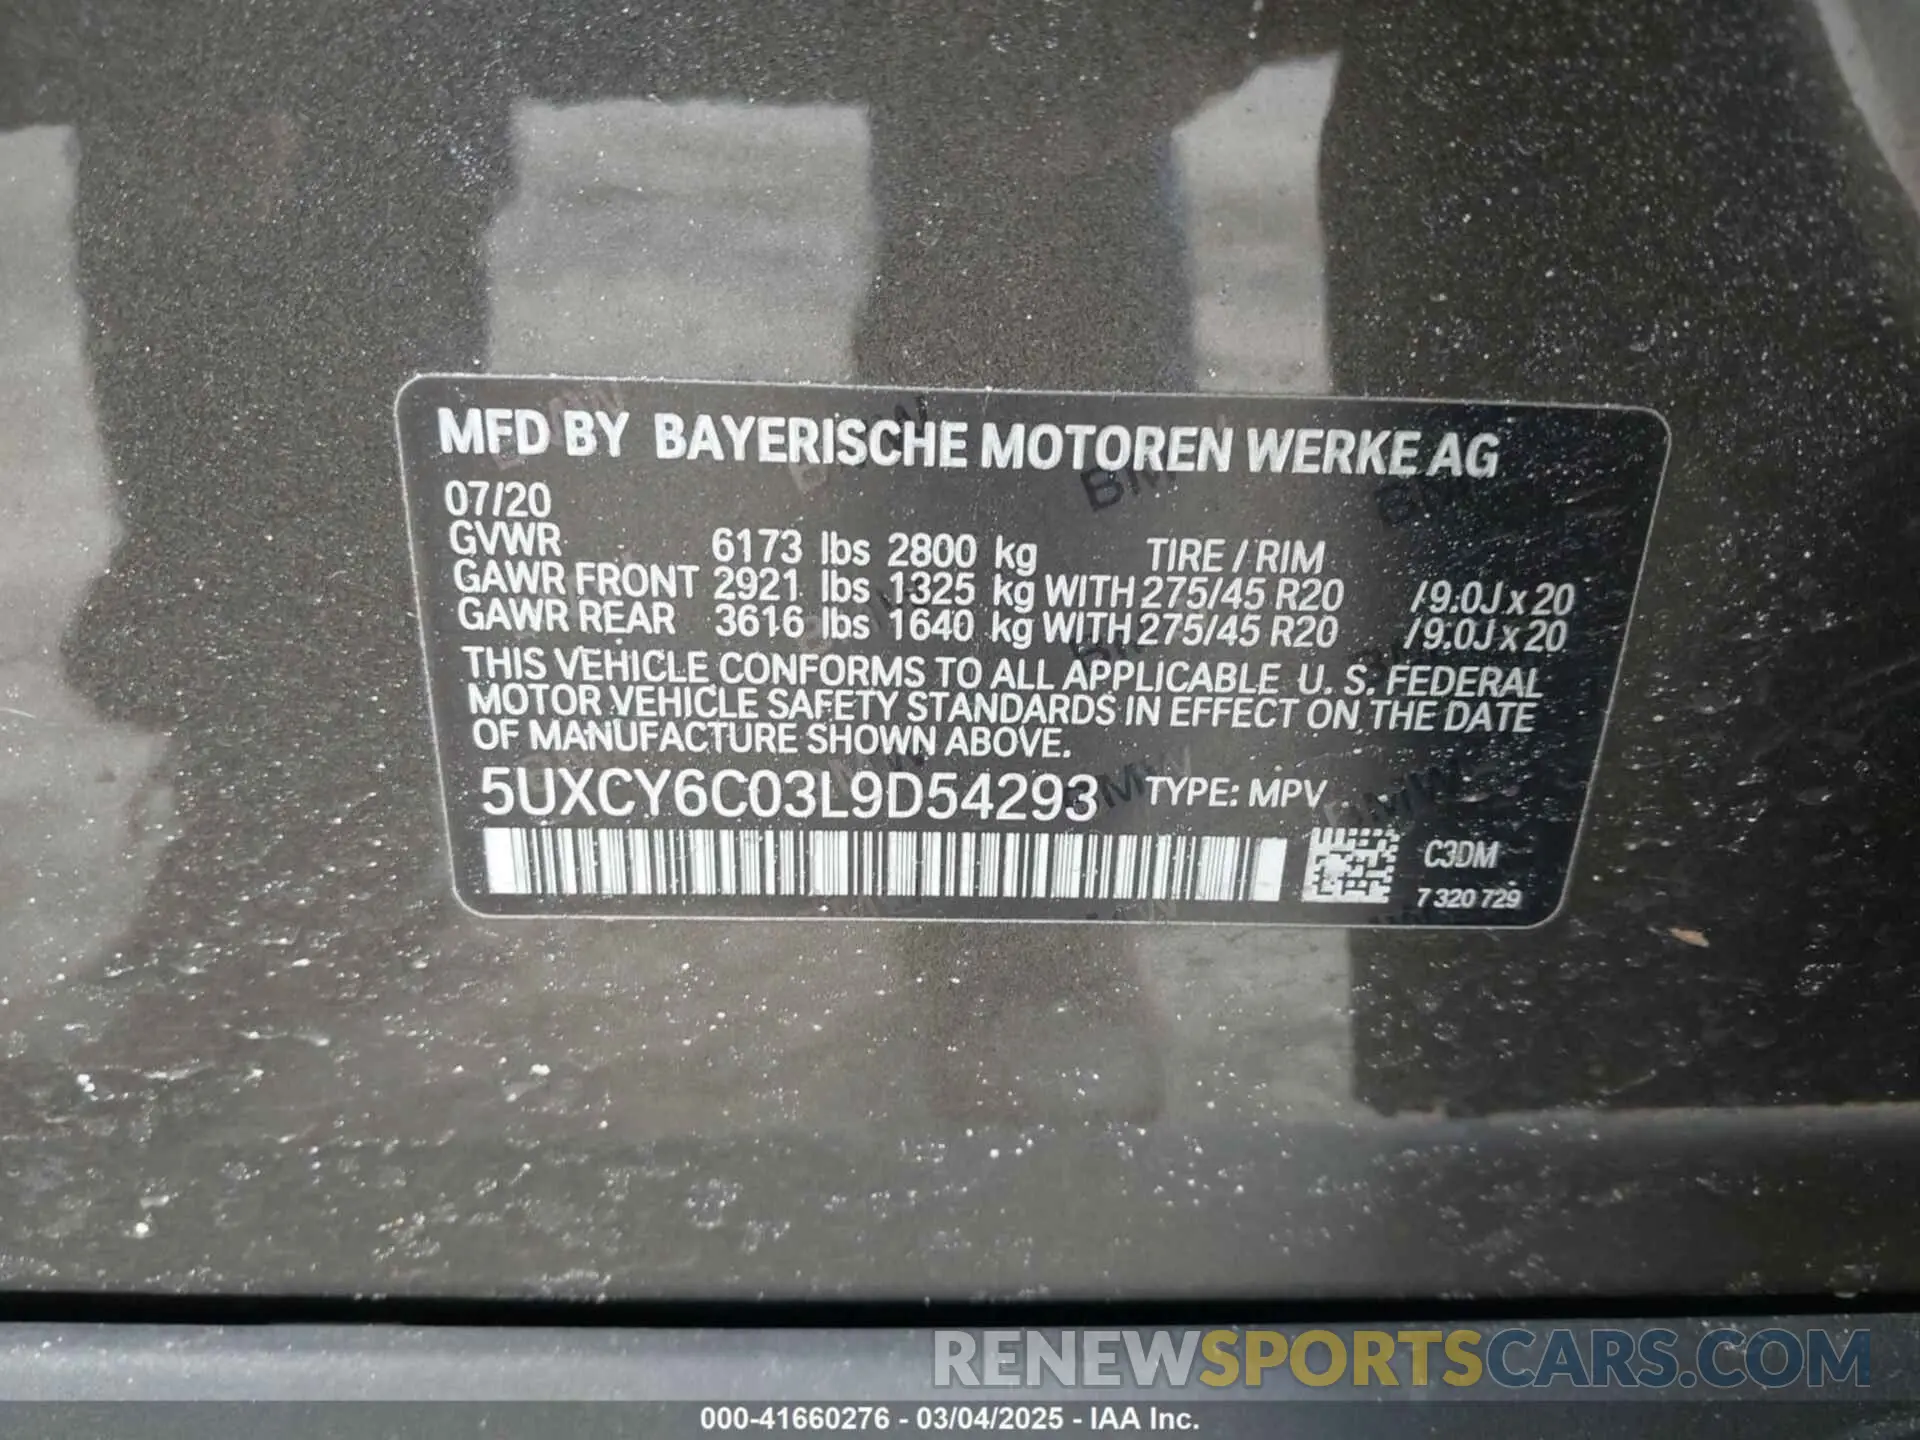 MFD BY BAYERISCHE MOTOREN WERKE AG
07/20
GVWR 6173 lbs 2800 kg TIRE / RIM
GAWR FRONT 2921 lbs 1325 kg WITH 275/45 R20 /9.0J x 20
GAWR REAR 3616 lbs 1640 kg WITH 275/45 R20 /9.0J x 20
THIS VEHICLE CONFORMS TO ALL APPLICABLE U. S. FEDERAL
MOTOR VEHICLE SAFETY STANDARDS IN EFFECT ON THE DATE
OF MANUFACTURE SHOWN ABOVE.
5UXCY6C03L9D54293 TYPE: MPV
C3DM
7 320 729
RENEWSPORTSCARS.COM
000-41660276 - 03/04/2025 - IAA Inc.